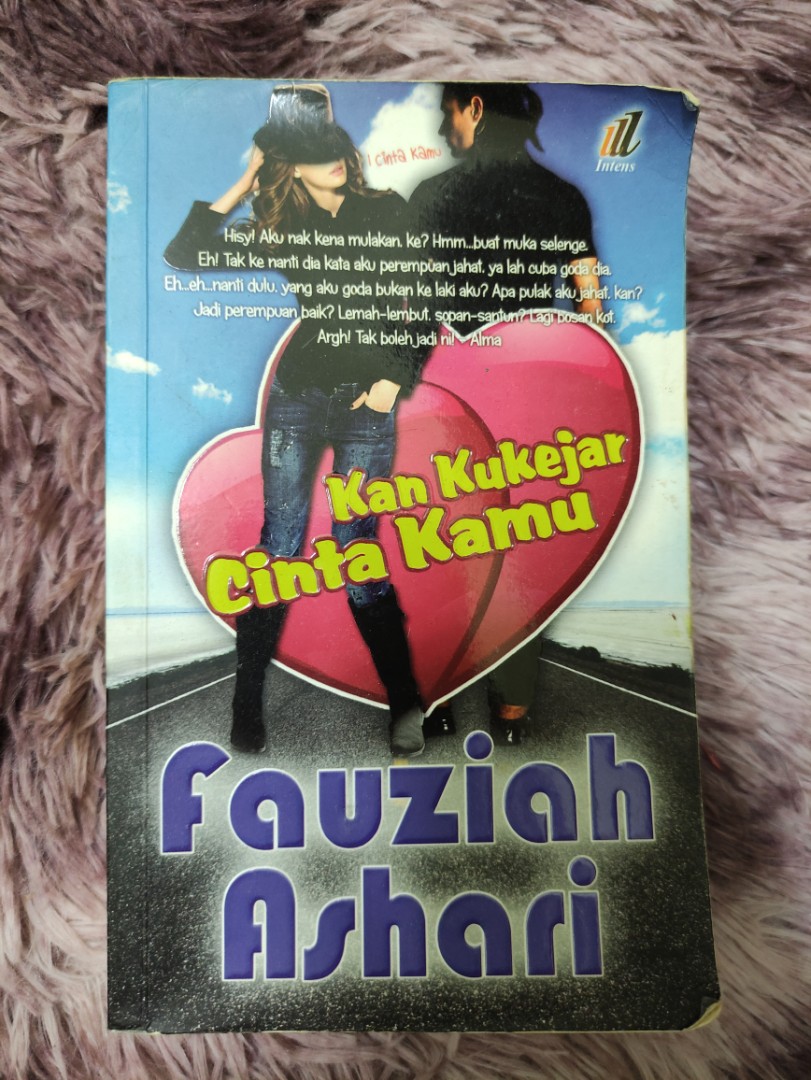 I cinta Kamu
Intens
Hisy! Aku nak kena mulakan, ke? Hmm...buat muka selenge.
Eh! Tak ke nanti dia kata aku perempuan jahat, ya lah cuba goda dia.
Eh...eh...nanti dulu, yang aku goda bukan ke laki aku? Apa pulak aku jahat, kan?
Jadi perempuan baik? Lemah-lembut, sopan-santun? Lagi bosan kot.
Argh! Tak boleh jadi ni! - Alma
Kan Kukejar
Cinta Kamu
Fauziah
Ashari